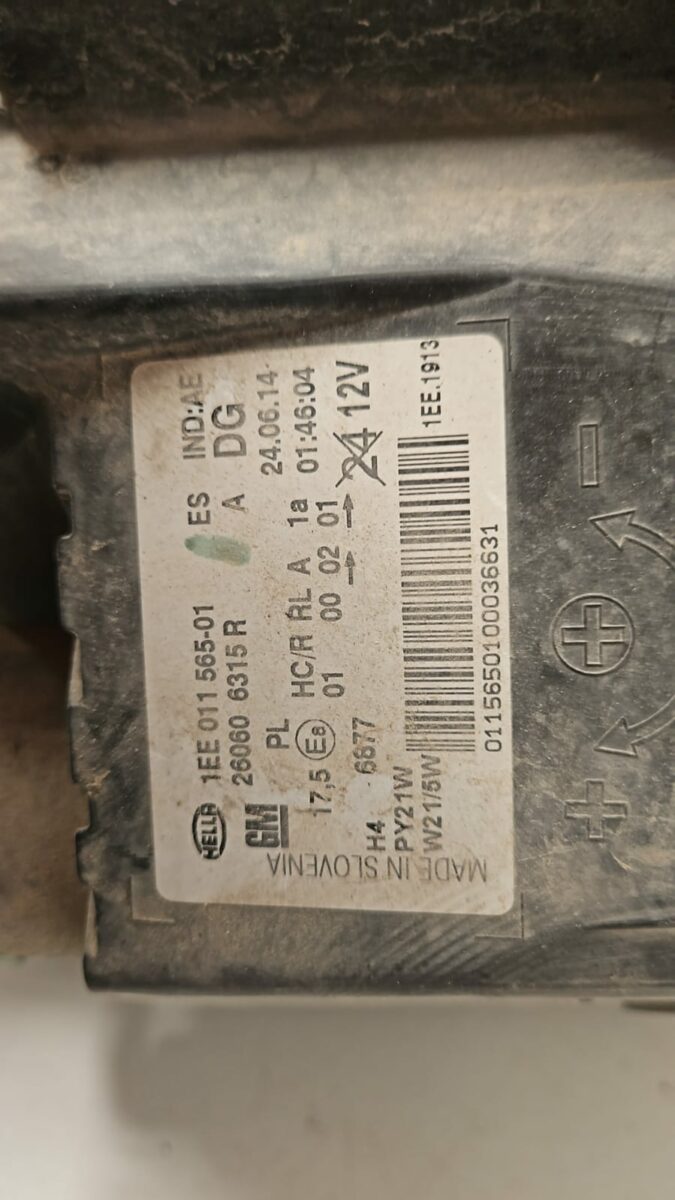 HELLA 1EE 011 565-01 ES IND:AE
GM 26060 6315 R A DG
PL 24.06.14
17,5 E8 HC/R RL A 1a 01:46:04
6877 01 00 02 01 24 12V
H4
PY21W
W21/5W
1EE.1913
01156501000036631
MADE IN SLOVENIA